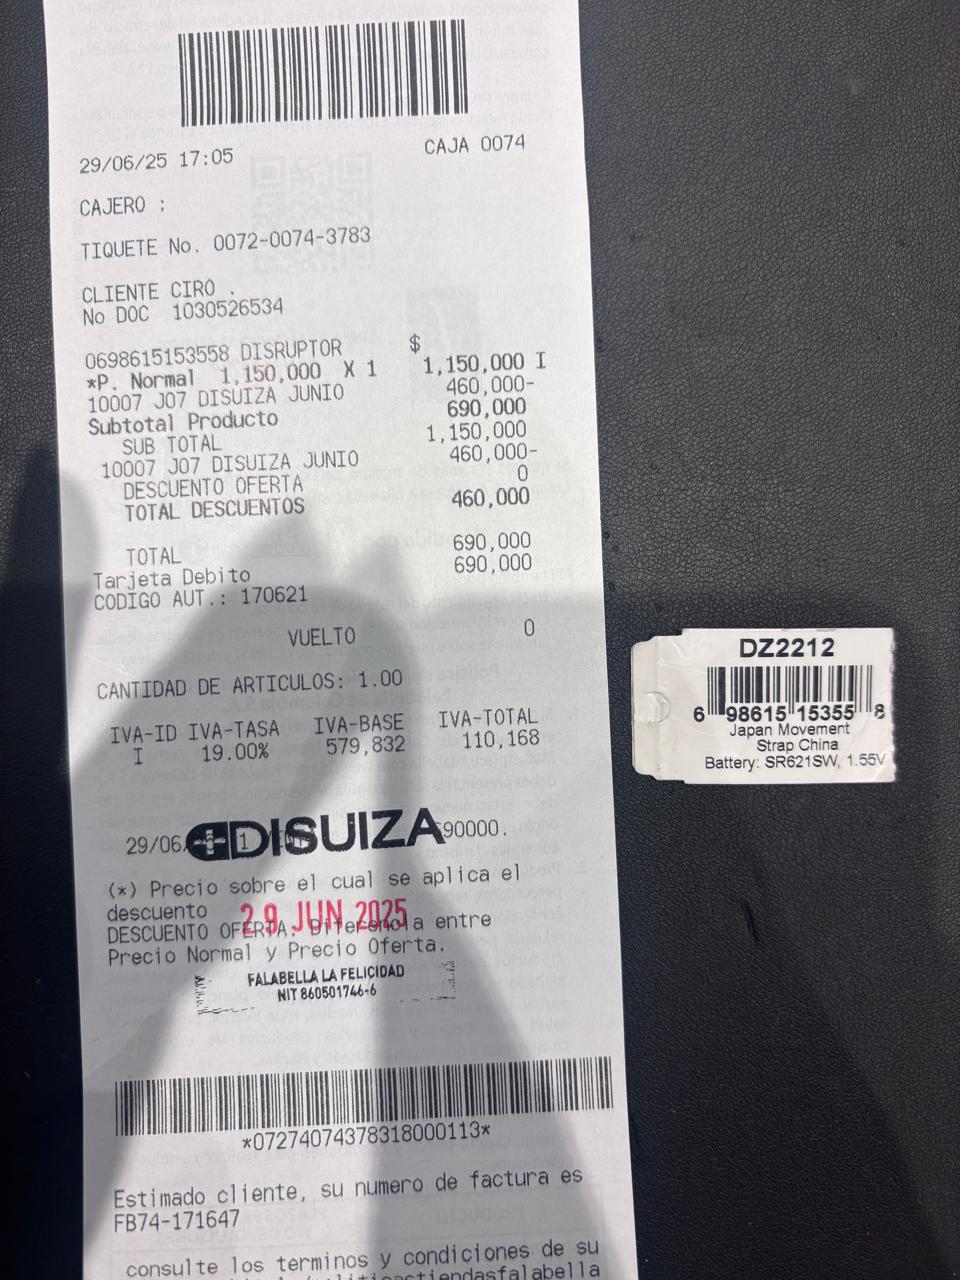 29/06/25 17:05 CAJA 0074
CAJERO :
TIQUETE No. 0072-0074-3783
CLIENTE CIRO .
No DOC 1030526534
0698615153558 DISRUPTOR $
*P. Normal 1,150,000 X 1 1,150,000 I
10007 J07 DISUIZA JUNIO 460,000-
Subtotal Producto 690,000
SUB TOTAL 1,150,000
10007 J07 DISUIZA JUNIO 460,000-
DESCUENTO OFERTA 0
TOTAL DESCUENTOS 460,000
TOTAL 690,000
Tarjeta Debito 690,000
CODIGO AUT.: 170621
VUELTO 0
CANTIDAD DE ARTICULOS: 1.00
IVA-ID IVA-TASA IVA-BASE IVA-TOTAL
I 19.00% 579,832 110,168
29/06 DISUIZA 90000.
(*) Precio sobre el cual se aplica el
descuento
29 JUN 2025
DESCUENTO OFERTA: Diferencia entre
Precio Normal y Precio Oferta.
FALABELLA LA FELICIDAD
NIT 860501746-6
*07274074378318000113*
Estimado cliente, su numero de factura es
FB74-171647
consulte los terminos y condiciones de su
DZ2212
6 98615 15355 8
Japan Movement
Strap China
Battery: SR621SW, 1.55V